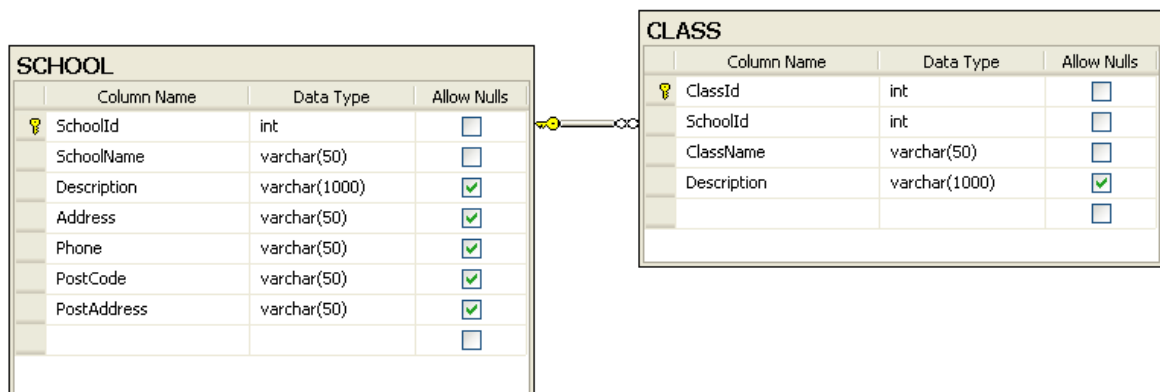 SCHOOL
Column Name Data Type Allow Nulls
SchoolId int
SchoolName varchar(50)
Description varchar(1000)
Address varchar(50)
Phone varchar(50)
PostCode varchar(50)
PostAddress varchar(50)
CLASS
Column Name Data Type Allow Nulls
ClassId int
SchoolId int
ClassName varchar(50)
Description varchar(1000)